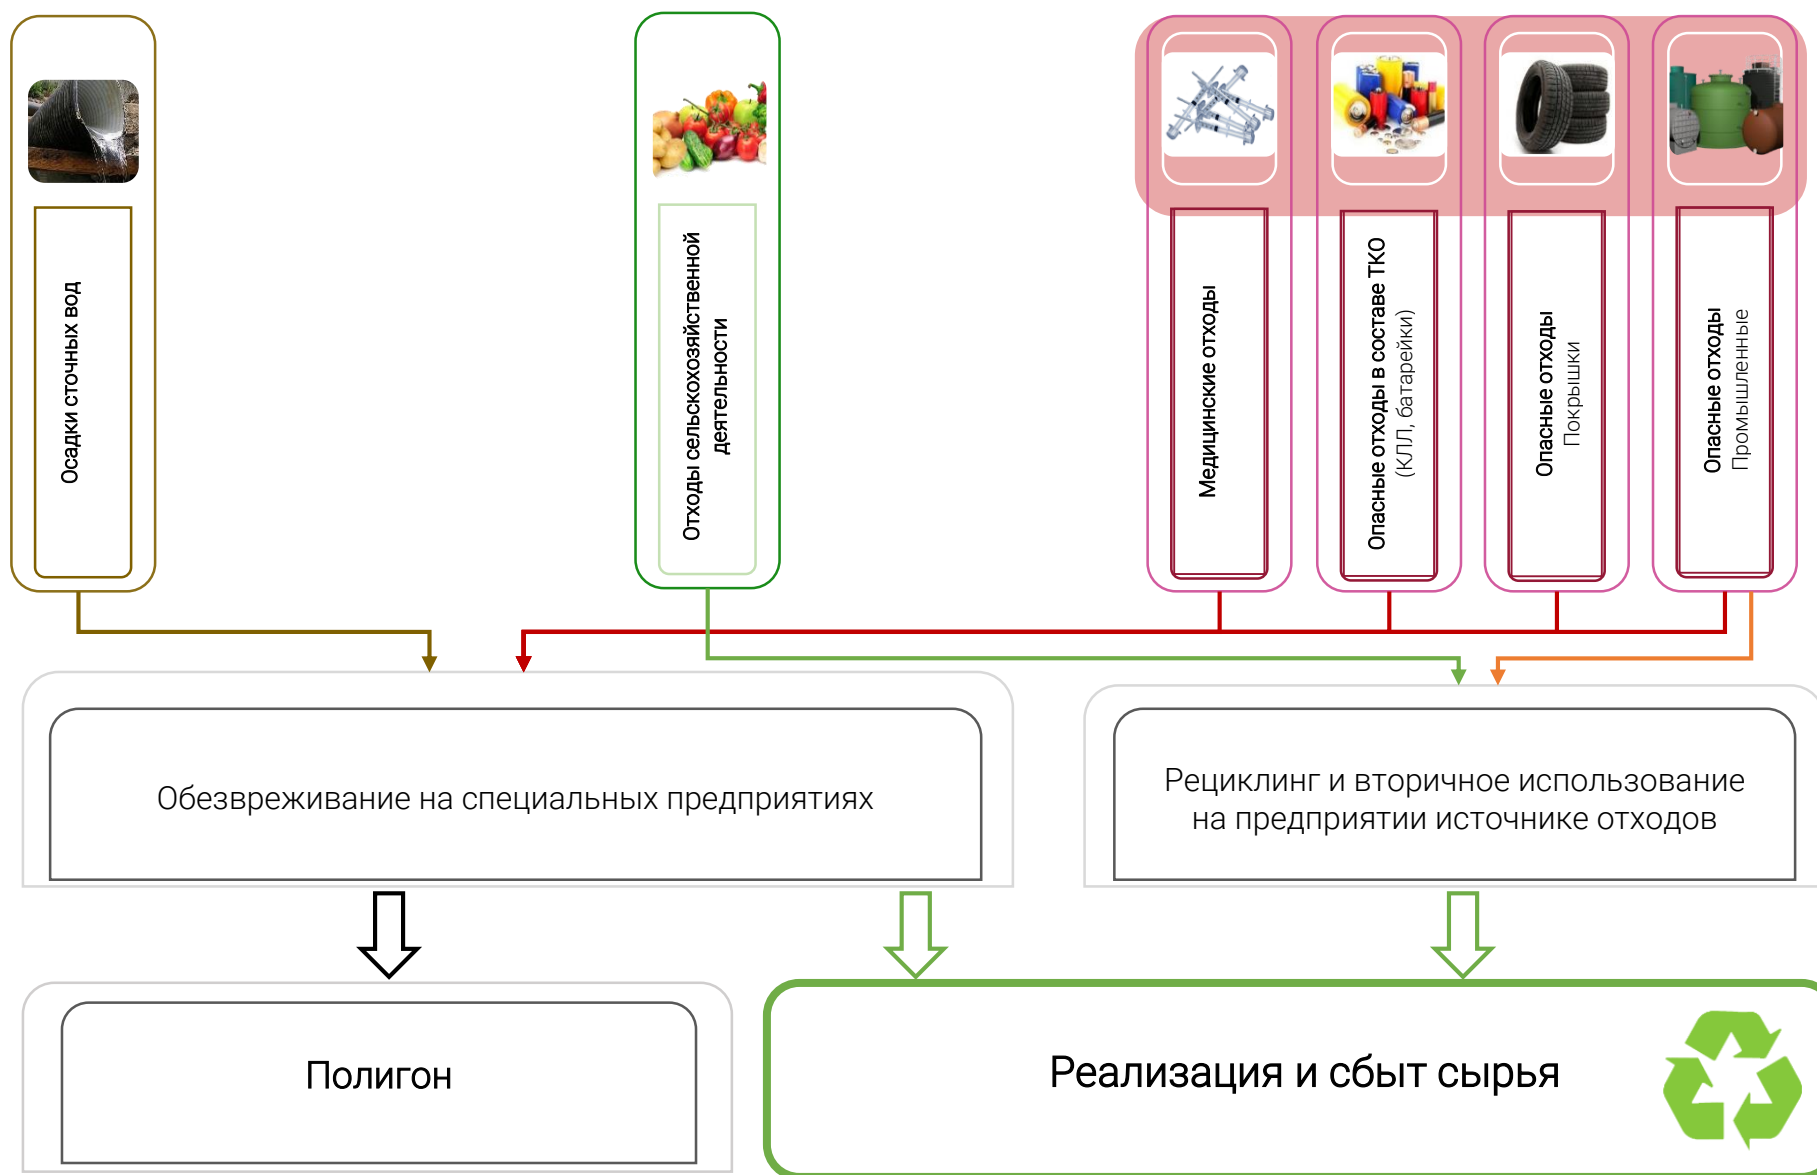 Осадки сточных вод
Отходы сельскохозяйственной
деятельности
Медицинские отходы
Опасные отходы в составе ТКО
(КЛЛ, батарейки)
Опасные отходы
Покрышки
Опасные отходы
Промышленные
Обезвреживание на специальных предприятиях
Рециклинг и вторичное использование
на предприятии источнике отходов
Полигон
Реализация и сбыт сырья